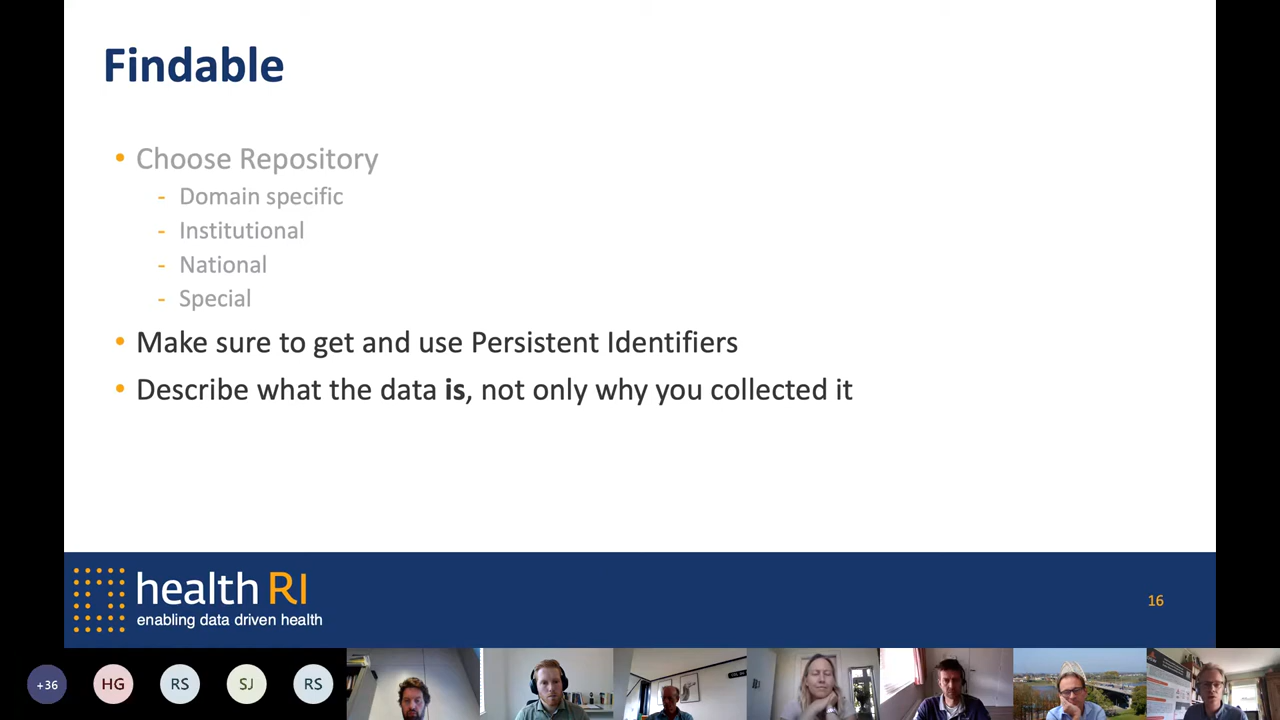 Findable
• Choose Repository
- Domain specific
- Institutional
- National
- Special
• Make sure to get and use Persistent Identifiers
• Describe what the data is, not only why you collected it
health RI
enabling data driven health
16
+36
HG
RS
SJ
RS